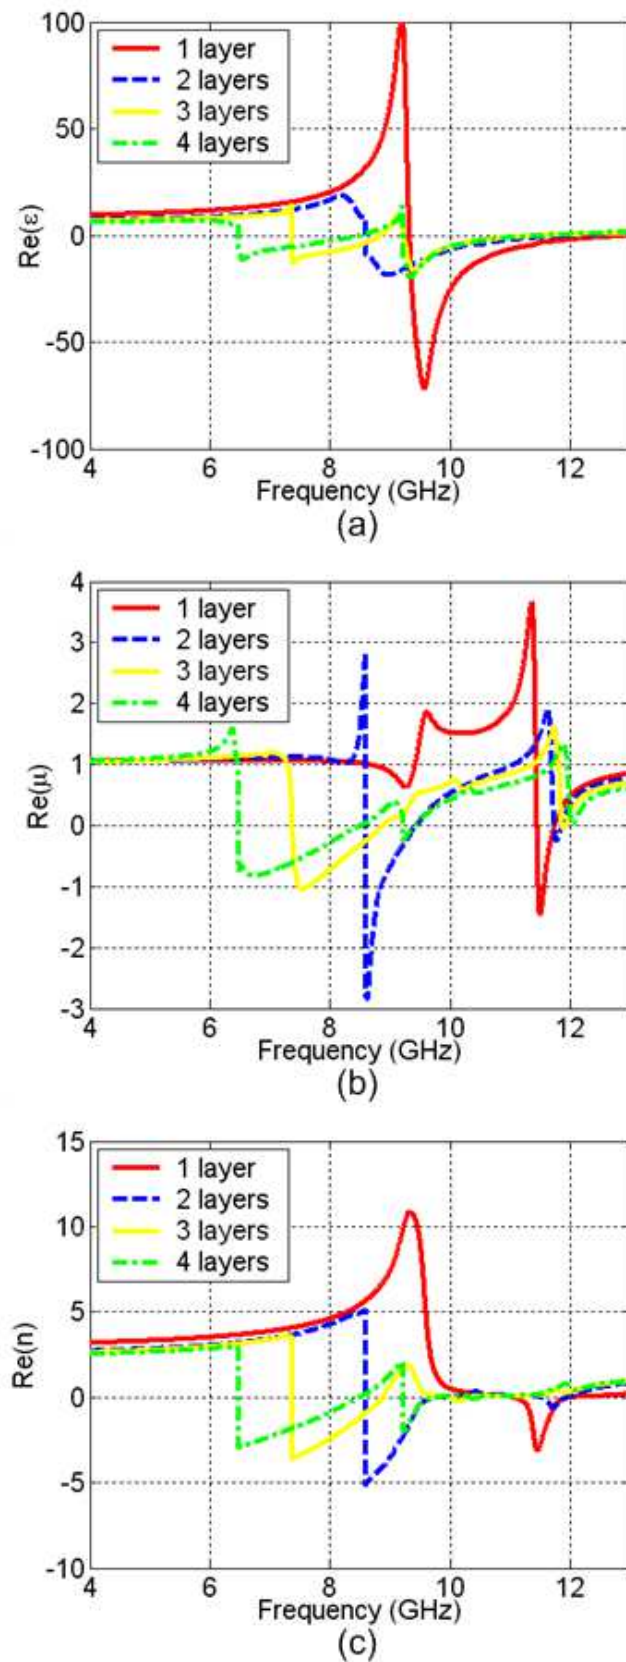 100
50
0
-50
-100
Re(ε)
1 layer
2 layers
3 layers
4 layers
4 6 8 10 12
Frequency (GHz)
(a)
4
3
2
1
0
-1
-2
-3
Re(μ)
1 layer
2 layers
3 layers
4 layers
4 6 8 10 12
Frequency (GHz)
(b)
15
10
5
0
-5
-10
Re(n)
1 layer
2 layers
3 layers
4 layers
4 6 8 10 12
Frequency (GHz)
(c)